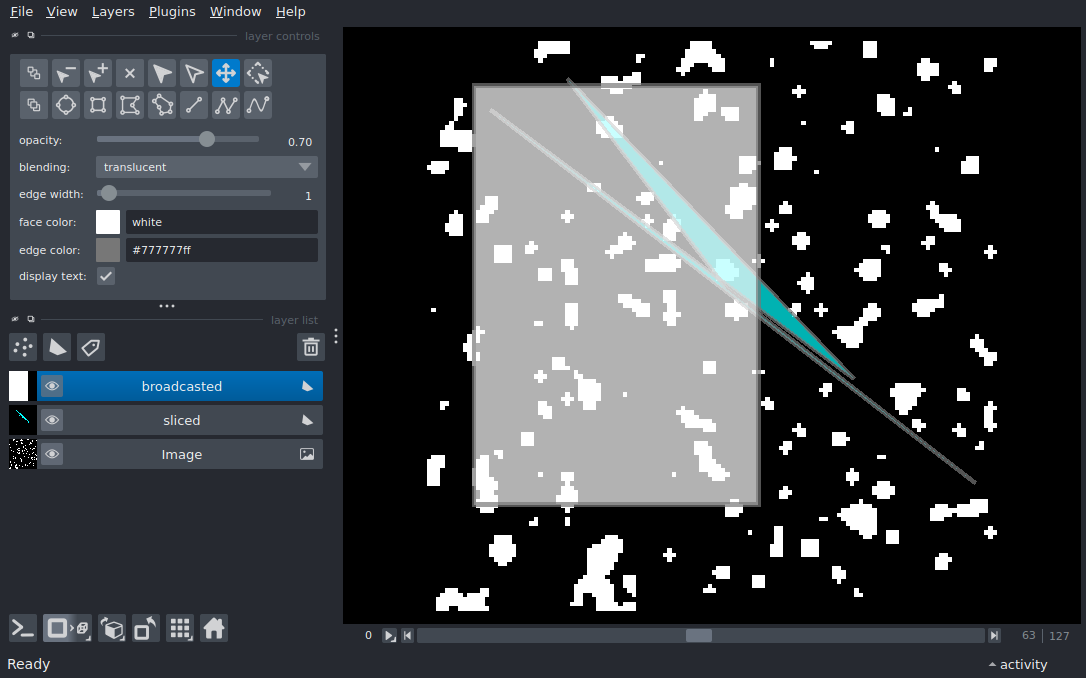 File View Layers Plugins Window Help
layer controls
opacity: 0.70
blending: translucent
edge width: 1
face color: white
edge color: #777777ff
display text:
layer list
broadcasted
sliced
Image
0 63 127
Ready activity